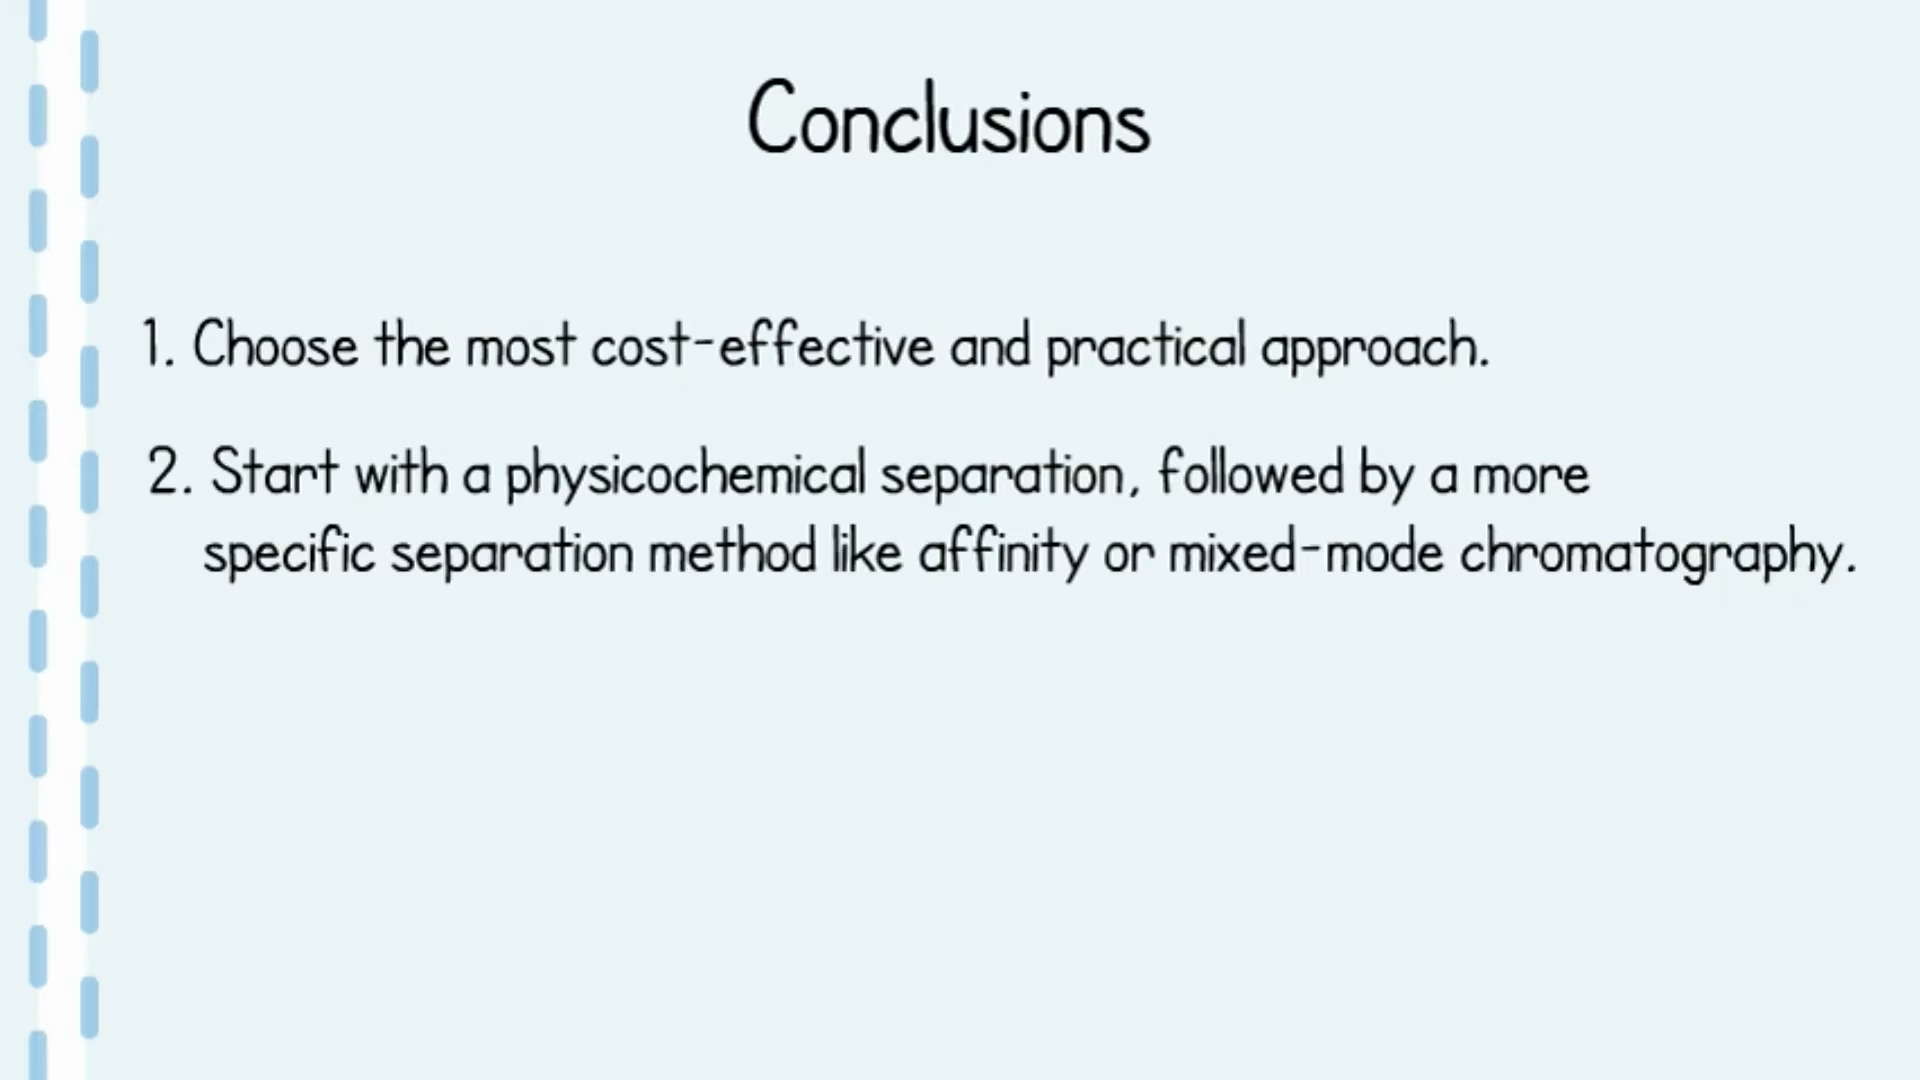 Conclusions
1. Choose the most cost-effective and practical approach.
2. Start with a physicochemical separation, followed by a more
specific separation method like affinity or mixed-mode chromatography.